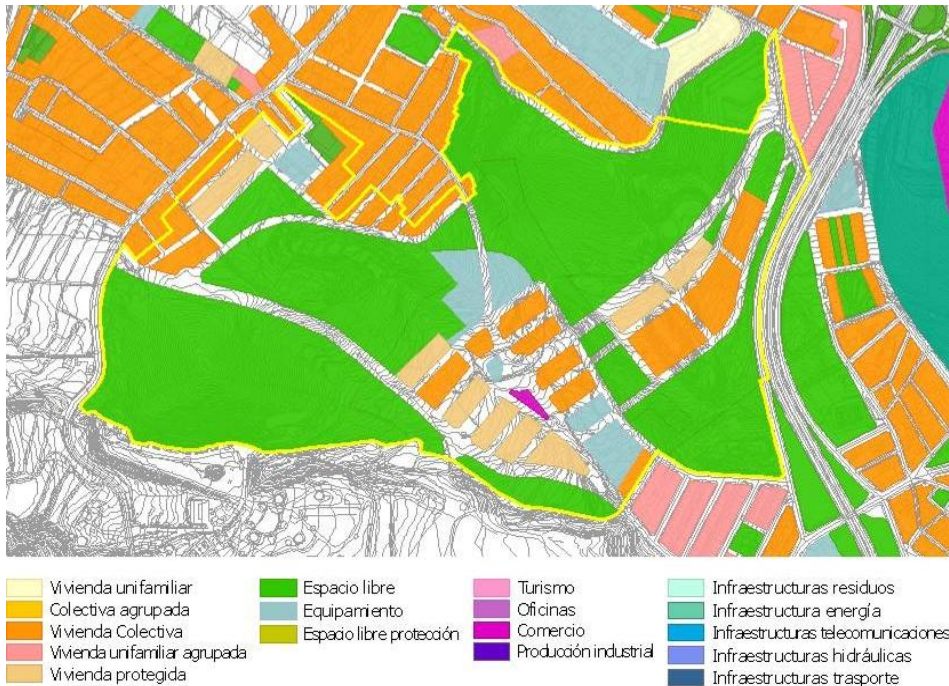 Vivienda unifamiliar
Colectiva agrupada
Vivienda Colectiva
Vivienda unifamiliar agrupada
Vivienda protegida
Espacio libre
Equipamiento
Espacio libre protección
Turismo
Oficinas
Comercio
Producción industrial
Infraestructuras residuos
Infraestructura energía
Infraestructuras telecomunicaciones
Infraestructuras hidráulicas
Infraestructuras trasporte